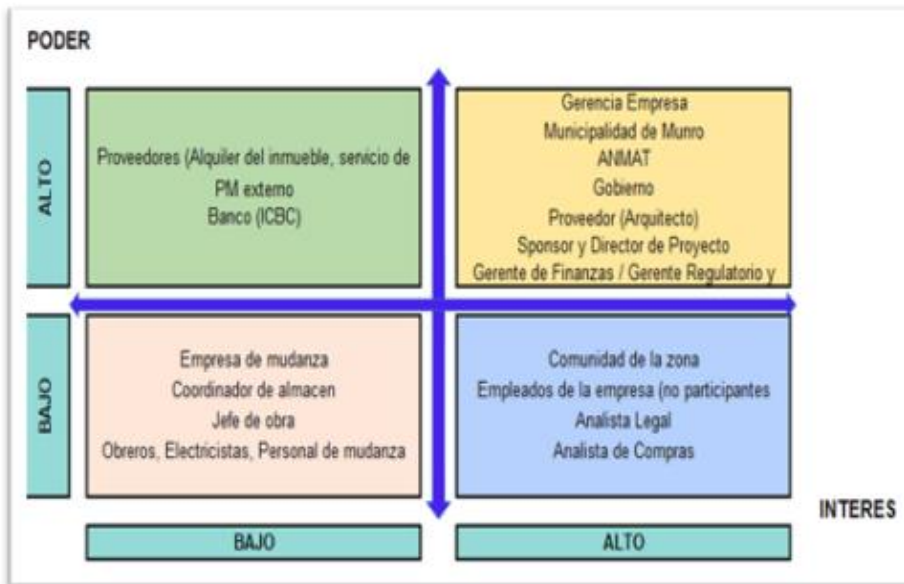 PODER
ALTO
Proveedores (Alquiler del inmueble, servicio de
PM externo
Banco (ICBC)
Gerencia Empresa
Municipalidad de Munro
ANMAT
Gobierno
Proveedor (Arquitecto)
Sponsor y Director de Proyecto
Gerente de Finanzas / Gerente Regulatorio y
BAJO
Empresa de mudanza
Coordinador de almacen
Jefe de obra
Obreros, Electricistas, Personal de mudanza
Comunidad de la zona
Empleados de la empresa (no participantes
Analista Legal
Analista de Compras
INTERES
BAJO
ALTO